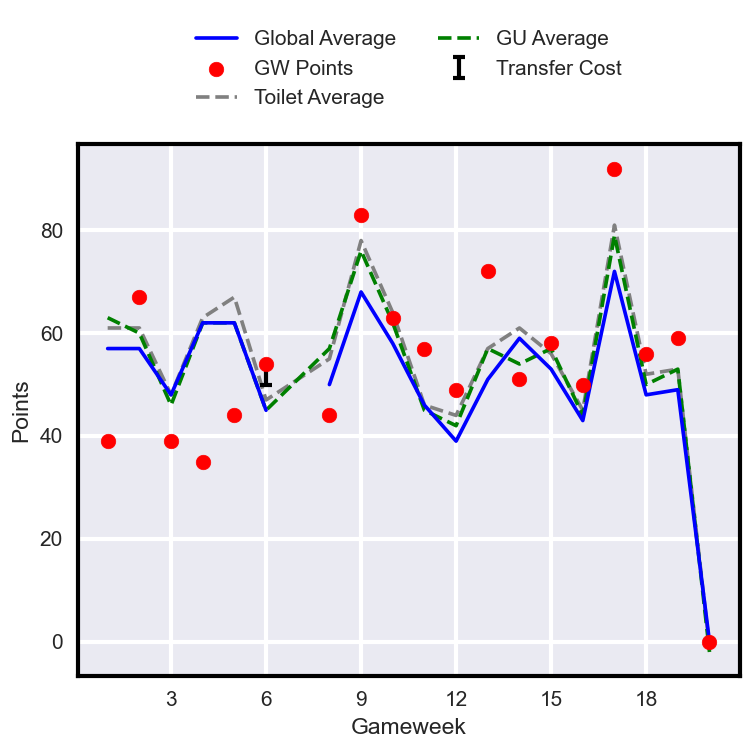 Global Average
GW Points
Toilet Average
GU Average
Transfer Cost
80
60
40
20
0
Points
3 6 9 12 15 18
Gameweek